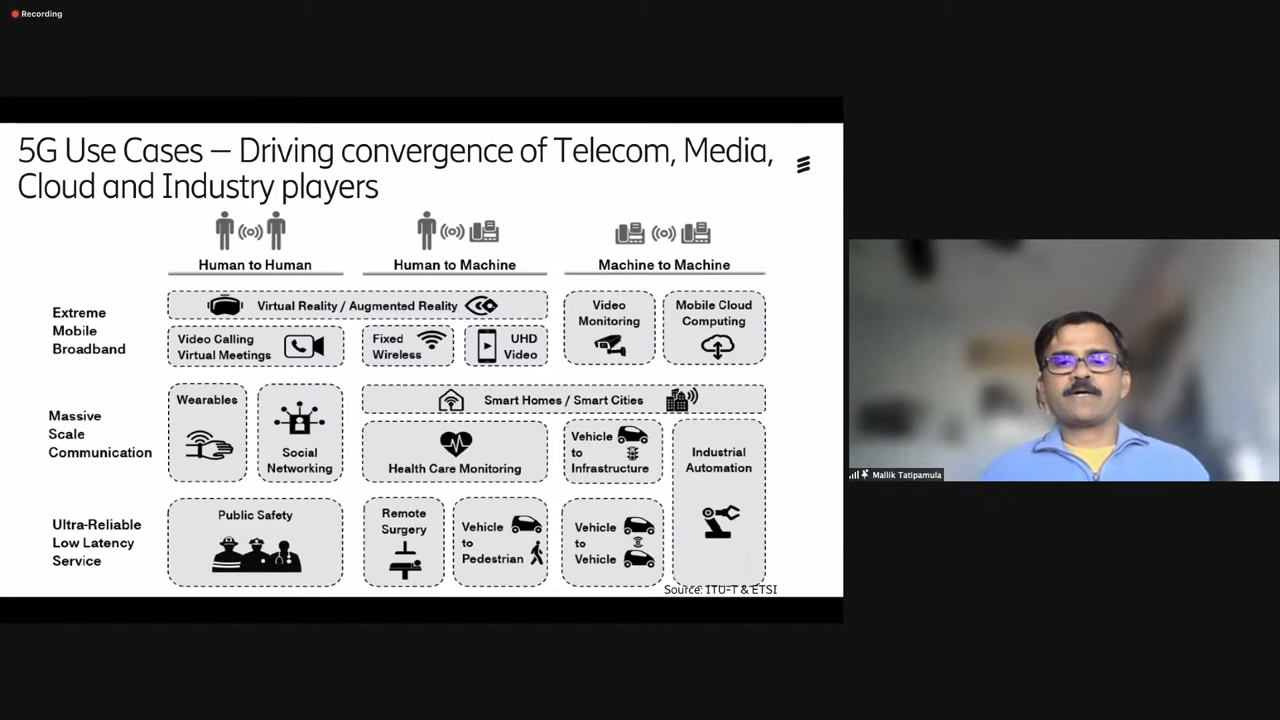 Recording
5G Use Cases – Driving convergence of Telecom, Media,
Cloud and Industry players
Human to Human
Human to Machine
Machine to Machine
Extreme
Mobile
Broadband
Virtual Reality / Augmented Reality
Video Calling
Virtual Meetings
Fixed
Wireless
UHD
Video
Video
Monitoring
Mobile Cloud
Computing
Massive
Scale
Communication
Wearables
Social
Networking
Smart Homes / Smart Cities
Health Care Monitoring
Vehicle
to
Infrastructure
Industrial
Automation
Ultra-Reliable
Low Latency
Service
Public Safety
Remote
Surgery
Vehicle
to
Pedestrian
Vehicle
to
Vehicle
Source: ITU-T & ETSI
Mallik Tatipamula